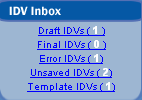 IDV Inbox
Draft IDVs ( 1 )
Final IDVs ( 0 )
Error IDVs ( 1 )
Unsaved IDVs ( 2 )
Template IDVs ( 1 )